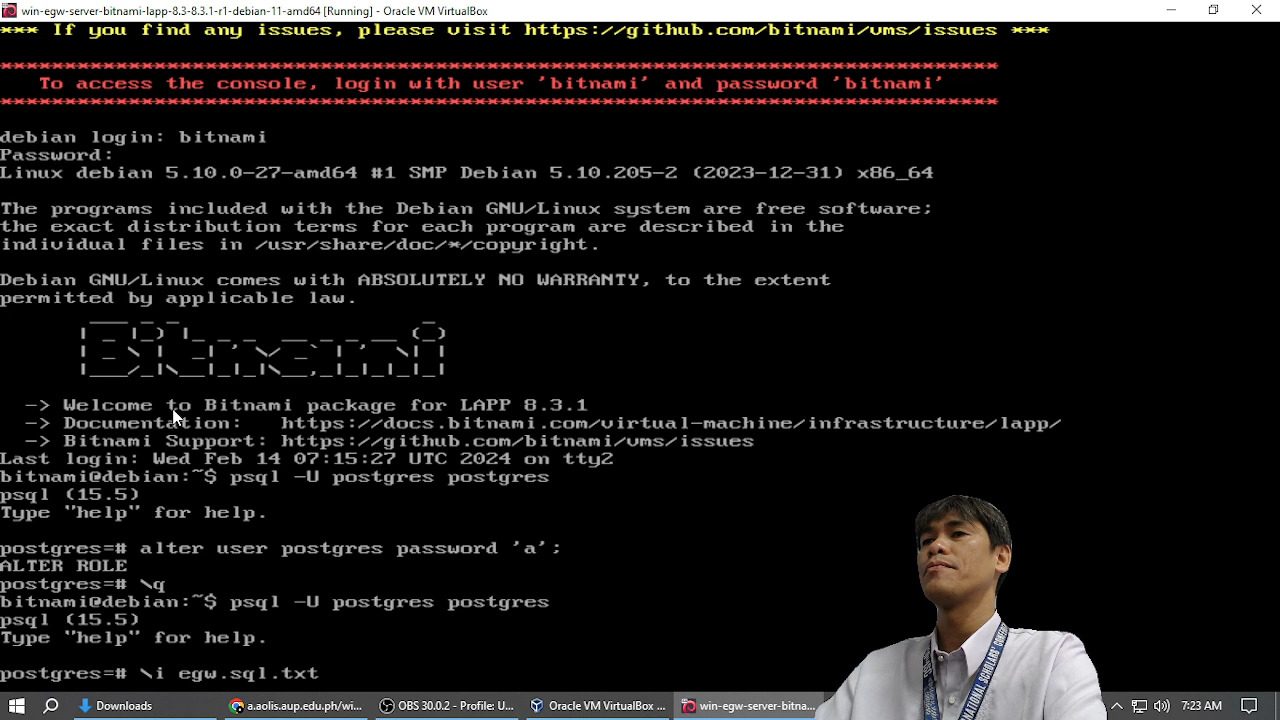 win-egw-server-bitnami-lapp-8.3-8.3.1-r1-debian-11-amd64 [Running] - Oracle VM VirtualBox
*** If you find any issues, please visit https://github.com/bitnami/vms/issues ***
******************************************************************************
To access the console, login with user 'bitnami' and password 'bitnami'
******************************************************************************
debian login: bitnami
Password:
Linux debian 5.10.0-27-amd64 #1 SMP Debian 5.10.205-2 (2023-12-31) x86_64
The programs included with the Debian GNU/Linux system are free software;
the exact distribution terms for each program are described in the
individual files in /usr/share/doc/*/copyright.
Debian GNU/Linux comes with ABSOLUTELY NO WARRANTY, to the extent
permitted by applicable law.
Bitnami
-> Welcome to Bitnami package for LAPP 8.3.1
-> Documentation: https://docs.bitnami.com/virtual-machine/infrastructure/lapp/
-> Bitnami Support: https://github.com/bitnami/vms/issues
Last login: Wed Feb 14 07:15:27 UTC 2024 on tty2
bitnami@debian:~$ psql -U postgres postgres
psql (15.5)
Type "help" for help.
postgres=# alter user postgres password 'a';
ALTER ROLE
postgres=# \q
bitnami@debian:~$ psql -U postgres postgres
psql (15.5)
Type "help" for help.
postgres=# \i egw.sql.txt
Downloads
a.aolis.aup.edu.ph/wi...
OBS 30.0.2 - Profile: U...
Oracle VM VirtualBox ...
win-egw-server-bitna...
7:23 AM